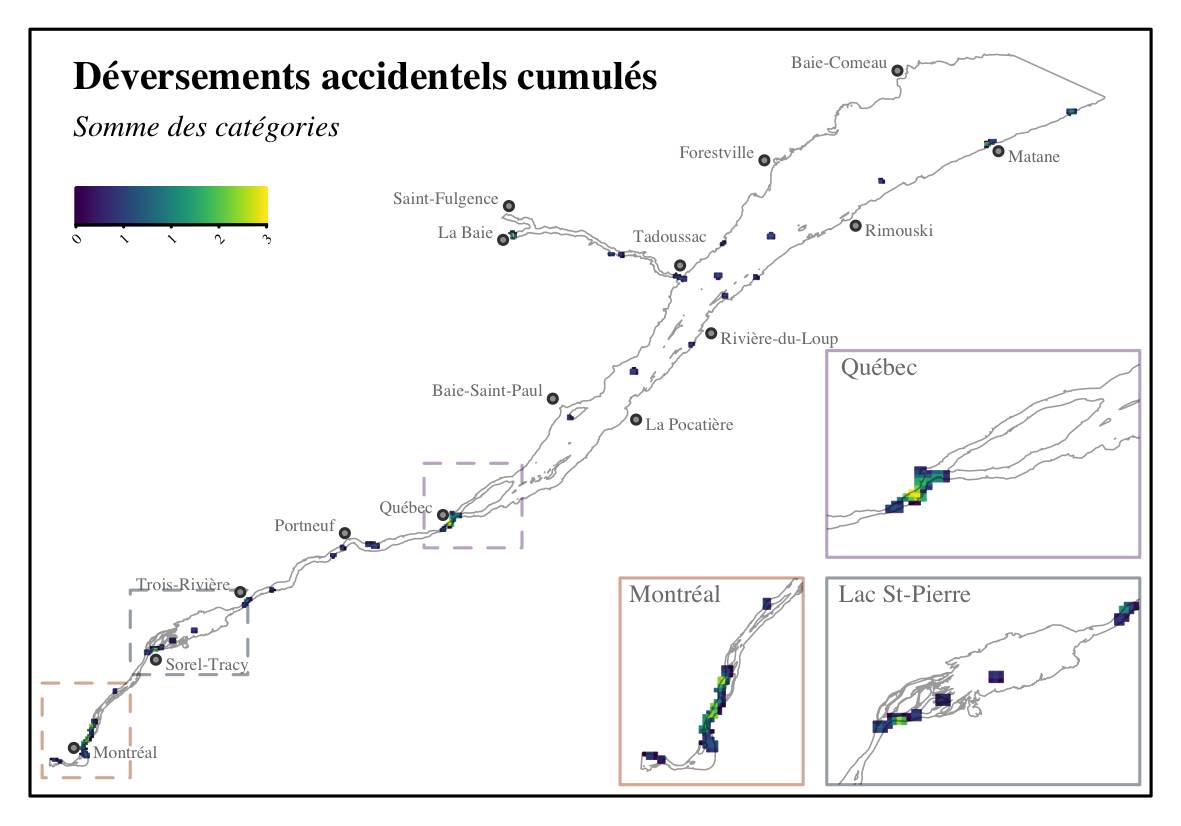 Déversements accidentels cumulés
Somme des catégories
0 1 1 2 3
Baie-Comeau
Matane
Forestville
Saint-Fulgence
La Baie
Tadoussac
Rimouski
Rivière-du-Loup
Baie-Saint-Paul
La Pocatière
Québec
Québec
Portneuf
Trois-Rivière
Sorel-Tracy
Montréal
Montréal
Lac St-Pierre